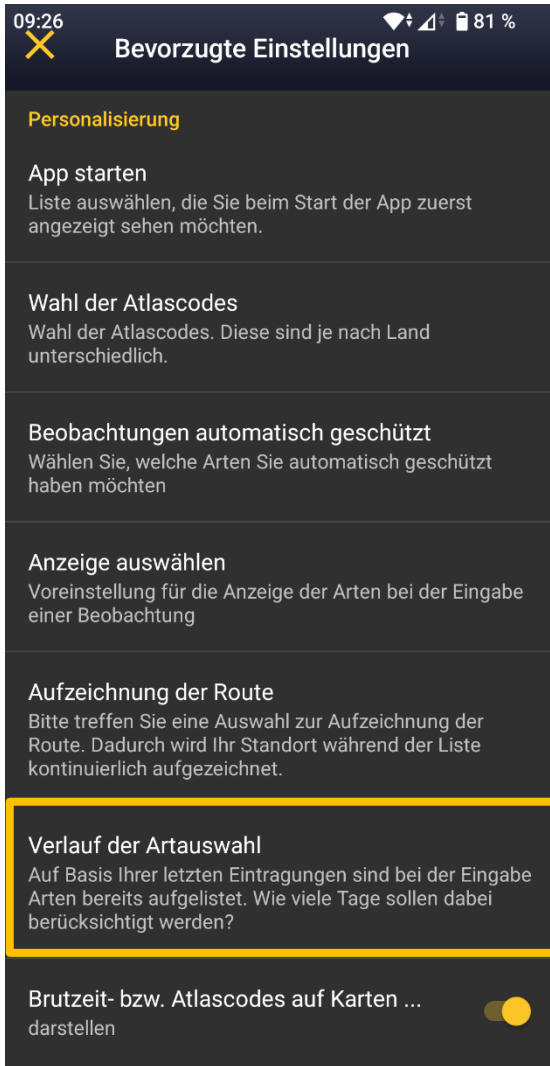 09:26 81 %
Bevorzugte Einstellungen
Personalisierung
App starten
Liste auswählen, die Sie beim Start der App zuerst
angezeigt sehen möchten.
Wahl der Atlascodes
Wahl der Atlascodes. Diese sind je nach Land
unterschiedlich.
Beobachtungen automatisch geschützt
Wählen Sie, welche Arten Sie automatisch geschützt
haben möchten
Anzeige auswählen
Voreinstellung für die Anzeige der Arten bei der Eingabe
einer Beobachtung
Aufzeichnung der Route
Bitte treffen Sie eine Auswahl zur Aufzeichnung der
Route. Dadurch wird Ihr Standort während der Liste
kontinuierlich aufgezeichnet.
Verlauf der Artauswahl
Auf Basis Ihrer letzten Eintragungen sind bei der Eingabe
Arten bereits aufgelistet. Wie viele Tage sollen dabei
berücksichtigt werden?
Brutzeit- bzw. Atlascodes auf Karten ...
darstellen